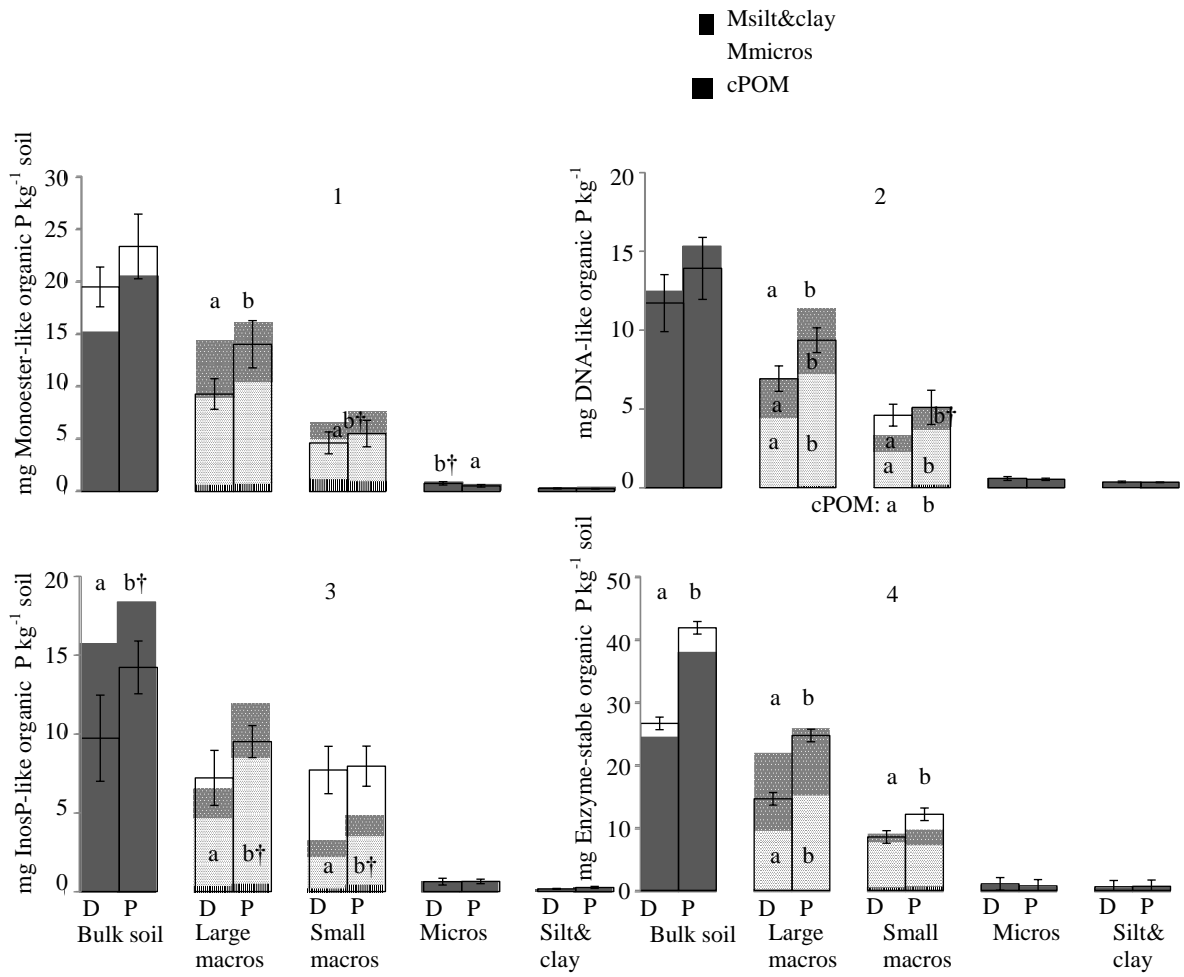 Msilt&clay
Mmicros
cPOM
mg Monoester-like organic P kg-1 soil
30
25
20
15
10
5
0
1
a b
a b†
b† a
mg DNA-like organic P kg-1 soil
20
15
10
5
0
2
a b
b
a
a b
b†
a
a b
cPOM: a b
mg InosP-like organic P kg-1 soil
20
15
10
5
0
3
a b†
a b†
a b†
D P D P D P D P D P
Bulk soil Large macros Small macros Micros Silt& clay
mg Enzyme-stable organic P kg-1 soil
50
40
30
20
10
0
4
a b
a b
a b
a b
D P D P D P D P D P
Bulk soil Large macros Small macros Micros Silt& clay